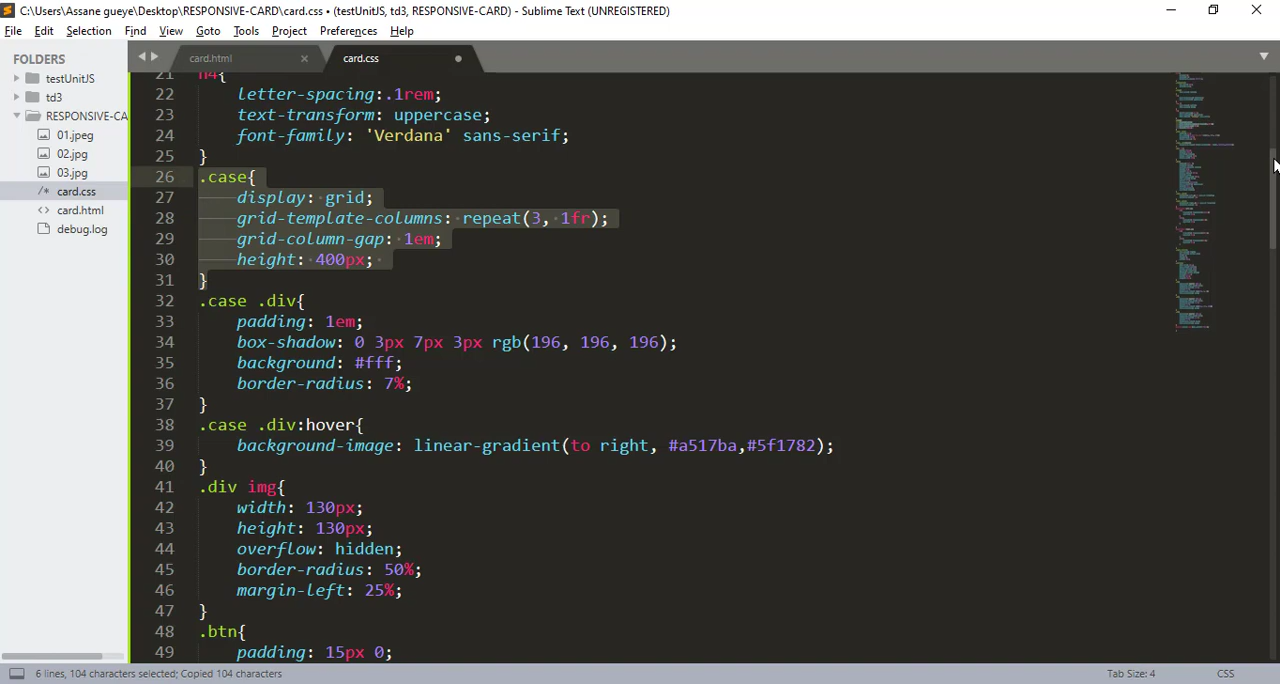 C:\Users\Assane gueye\Desktop\RESPONSIVE-CARD\card.css • (testUnitJS, td3, RESPONSIVE-CARD) - Sublime Text (UNREGISTERED)
File Edit Selection Find View Goto Tools Project Preferences Help
FOLDERS
testUnitJS
td3
RESPONSIVE-CA
01.jpeg
02.jpg
03.jpg
/* card.css
<> card.html
debug.log
card.html × card.css •
21 h4{
22 letter-spacing:.1rem;
23 text-transform: uppercase;
24 font-family: 'Verdana' sans-serif;
25 }
26 .case{
27 display: grid;
28 grid-template-columns: repeat(3, 1fr);
29 grid-column-gap: 1em;
30 height: 400px;
31 }
32 .case .div{
33 padding: 1em;
34 box-shadow: 0 3px 7px 3px rgb(196, 196, 196);
35 background: #fff;
36 border-radius: 7%;
37 }
38 .case .div:hover{
39 background-image: linear-gradient(to right, #a517ba,#5f1782);
40 }
41 .div img{
42 width: 130px;
43 height: 130px;
44 overflow: hidden;
45 border-radius: 50%;
46 margin-left: 25%;
47 }
48 .btn{
49 padding: 15px 0;
6 lines, 104 characters selected; Copied 104 characters
Tab Size: 4 CSS